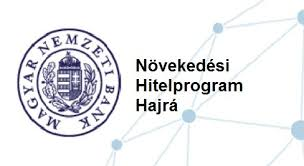 MAGYAR NEMZETI BANK
Növekedési
Hitelprogram
Hajrá